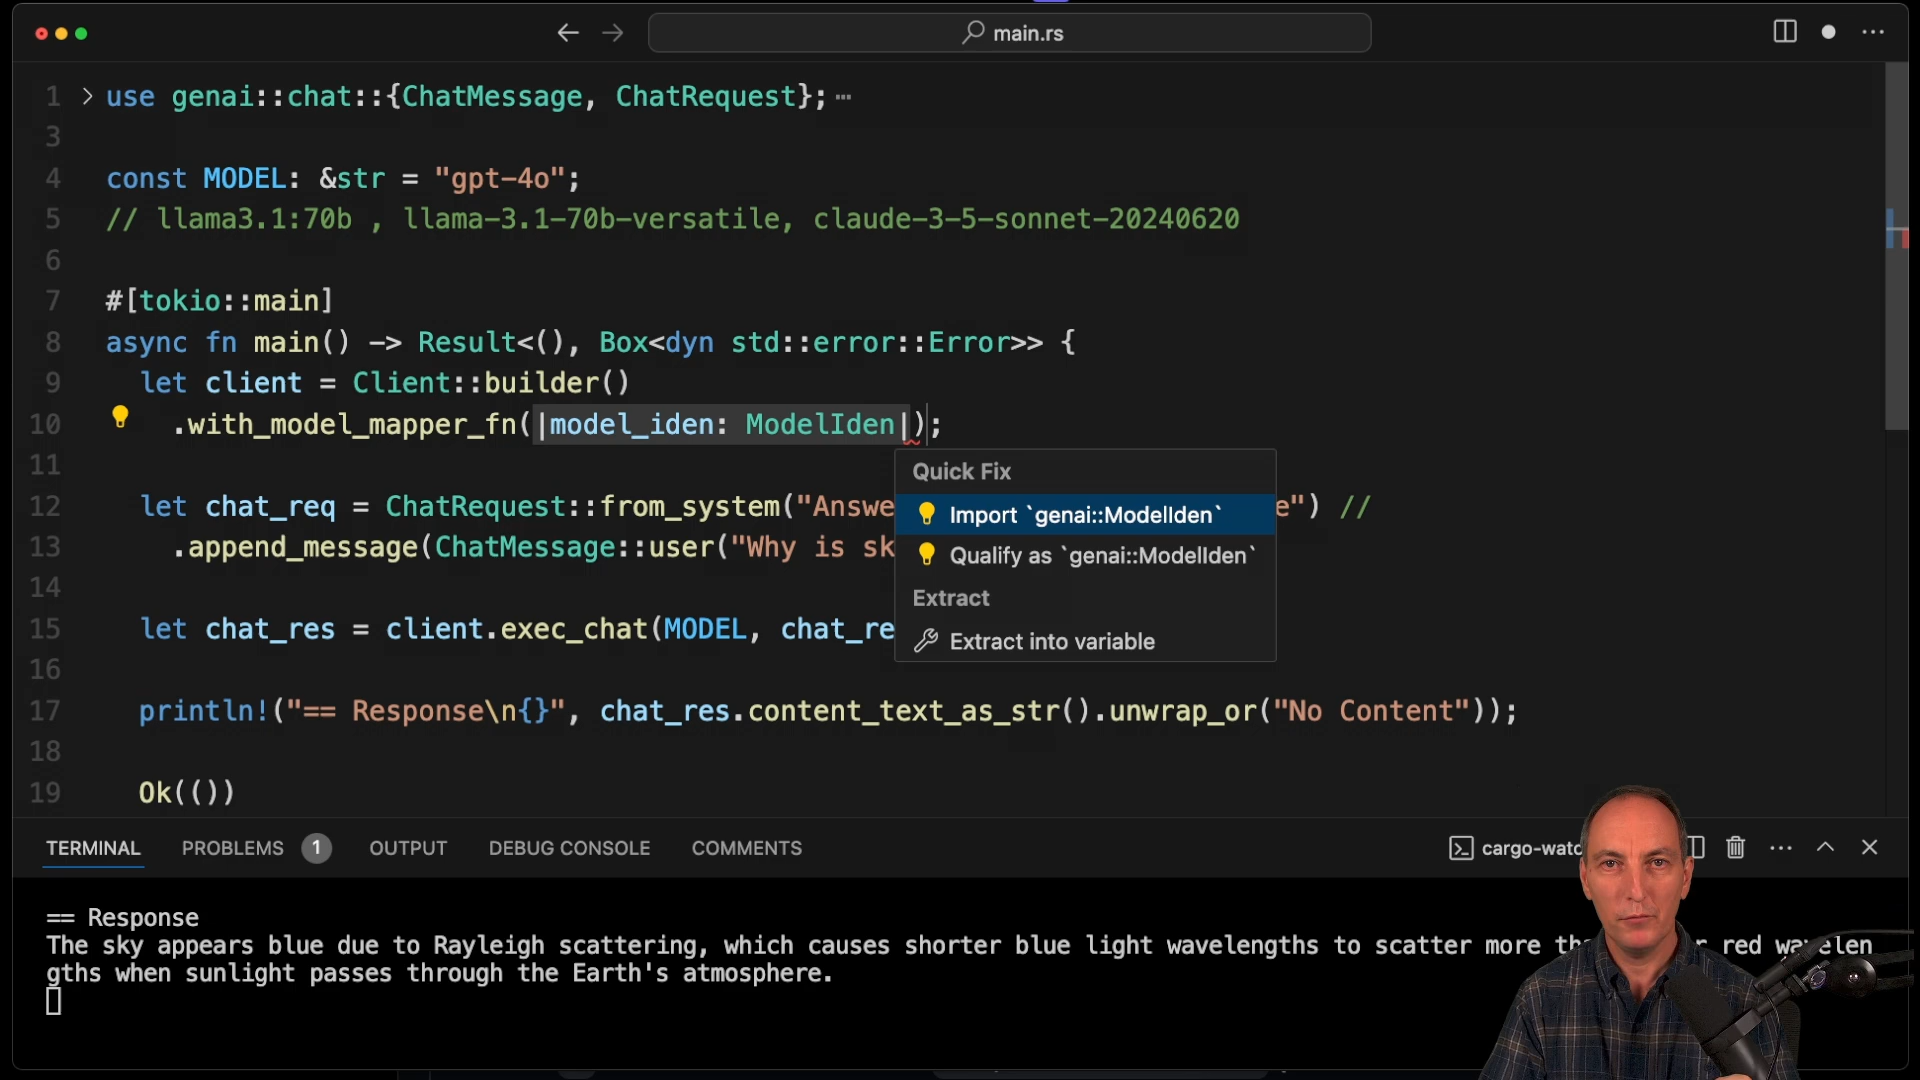 main.rs
1 > use genai::chat::{ChatMessage, ChatRequest};
3
4 const MODEL: &str = "gpt-4o";
5 // llama3.1:70b , llama-3.1-70b-versatile, claude-3-5-sonnet-20240620
6
7 #[tokio::main]
8 async fn main() -> Result<(), Box<dyn std::error::Error>> {
9 let client = Client::builder()
10 .with_model_mapper_fn(|model_iden: ModelIden|);
11
Quick Fix
12 let chat_req = ChatRequest::from_system("Answe e") //
Import `genai::ModelIden`
13 .append_message(ChatMessage::user("Why is sk
Qualify as `genai::ModelIden`
14
Extract
15 let chat_res = client.exec_chat(MODEL, chat_re
Extract into variable
16
17 println!("== Response\n{}", chat_res.content_text_as_str().unwrap_or("No Content"));
18
19 Ok(())
TERMINAL PROBLEMS 1 OUTPUT DEBUG CONSOLE COMMENTS cargo-watc
== Response
The sky appears blue due to Rayleigh scattering, which causes shorter blue light wavelengths to scatter more red wavelen
gths when sunlight passes through the Earth's atmosphere.